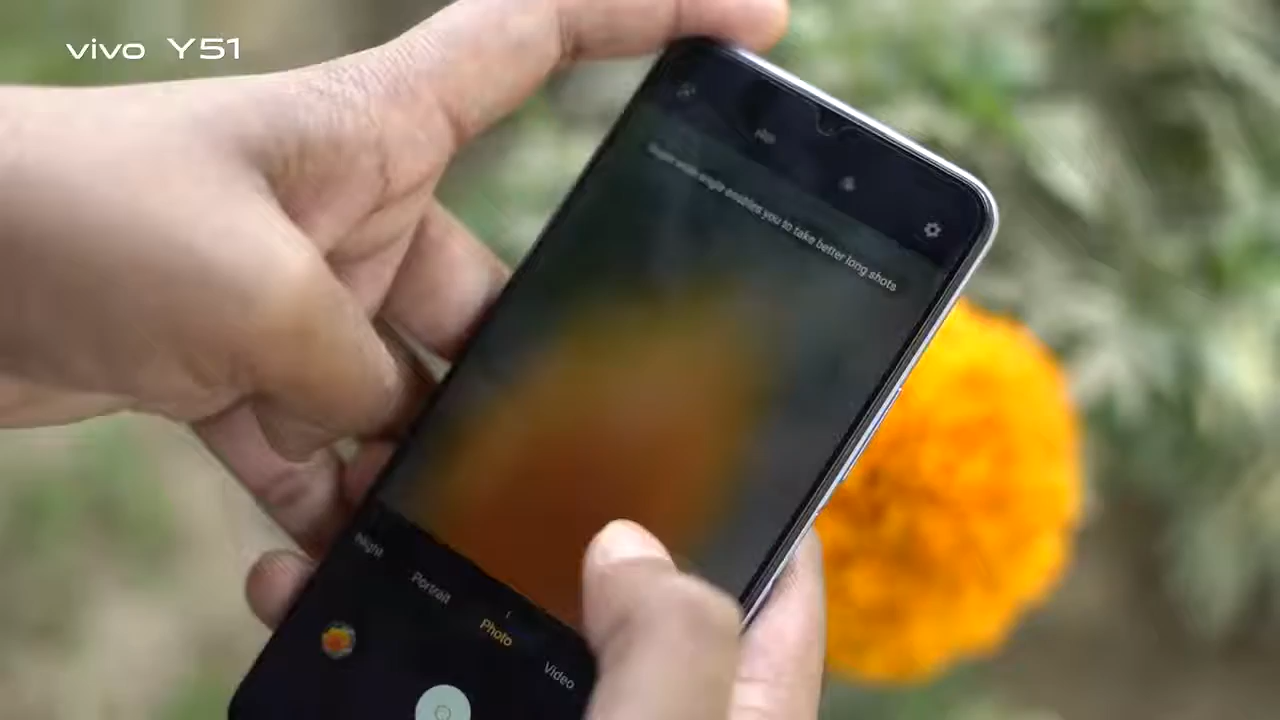 vivo Y51
Super wide-angle enables you to take better long shots
Night
Portrait
Photo
Video